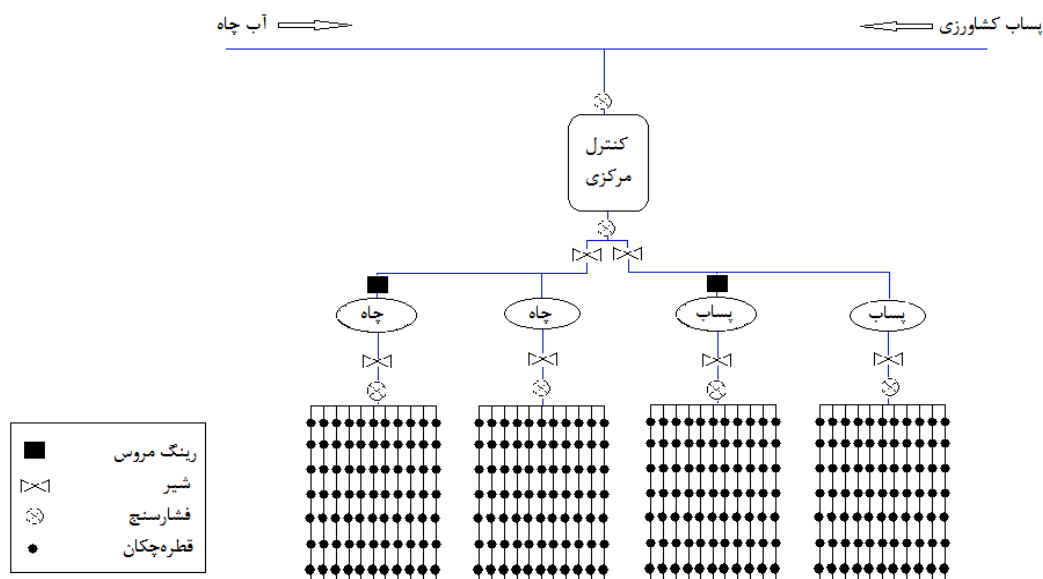 پساب کشاورزی
آب چاه
کنترل
مرکزی
پساب
پساب
چاه
چاه
رینگ مروس
شیر
فشارسنج
قطره‌چکان